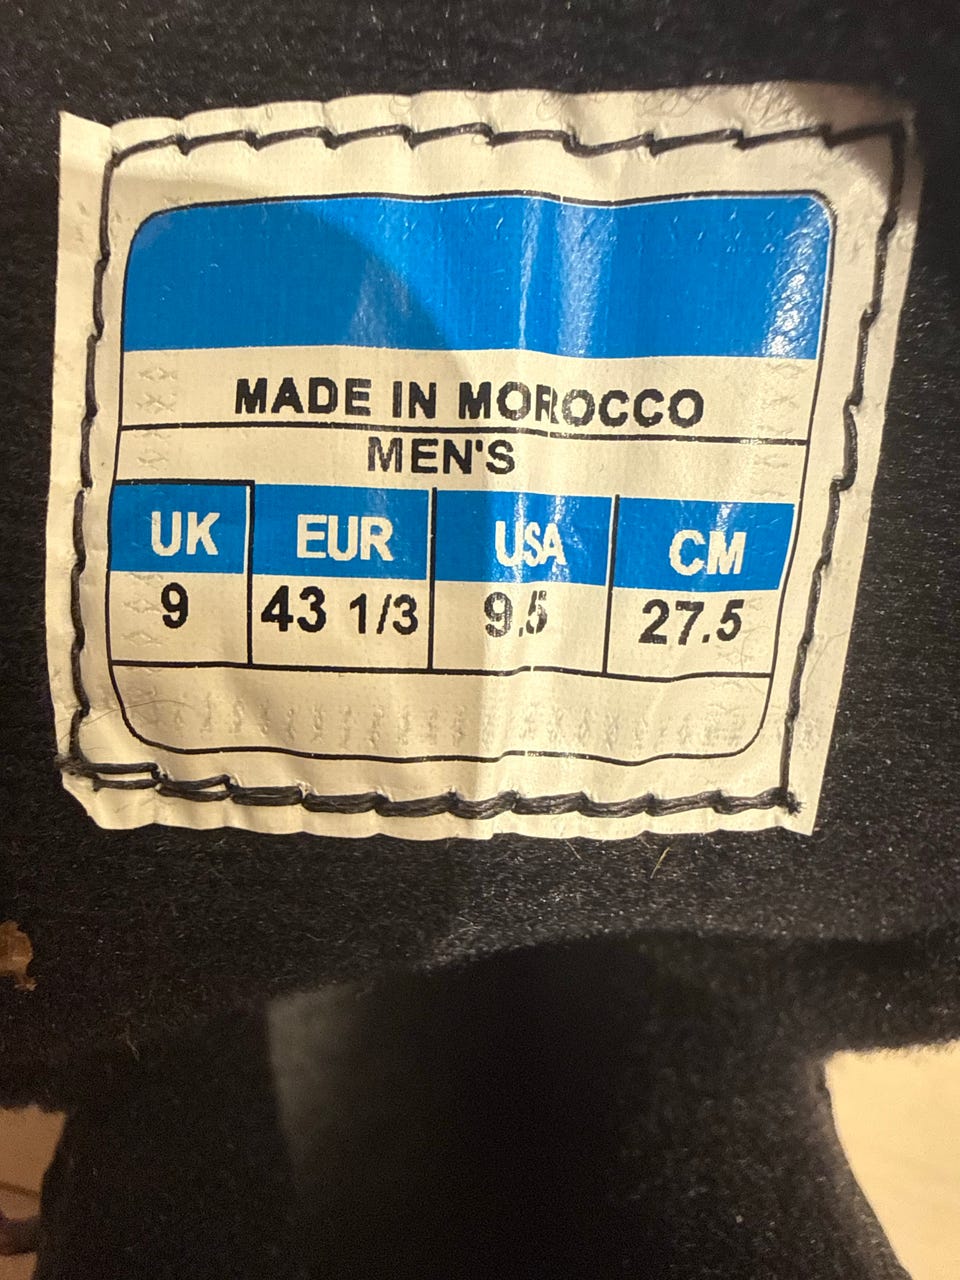 MADE IN MOROCCO
MEN'S
UK EUR USA CM
9 43 1/3 9.5 27.5